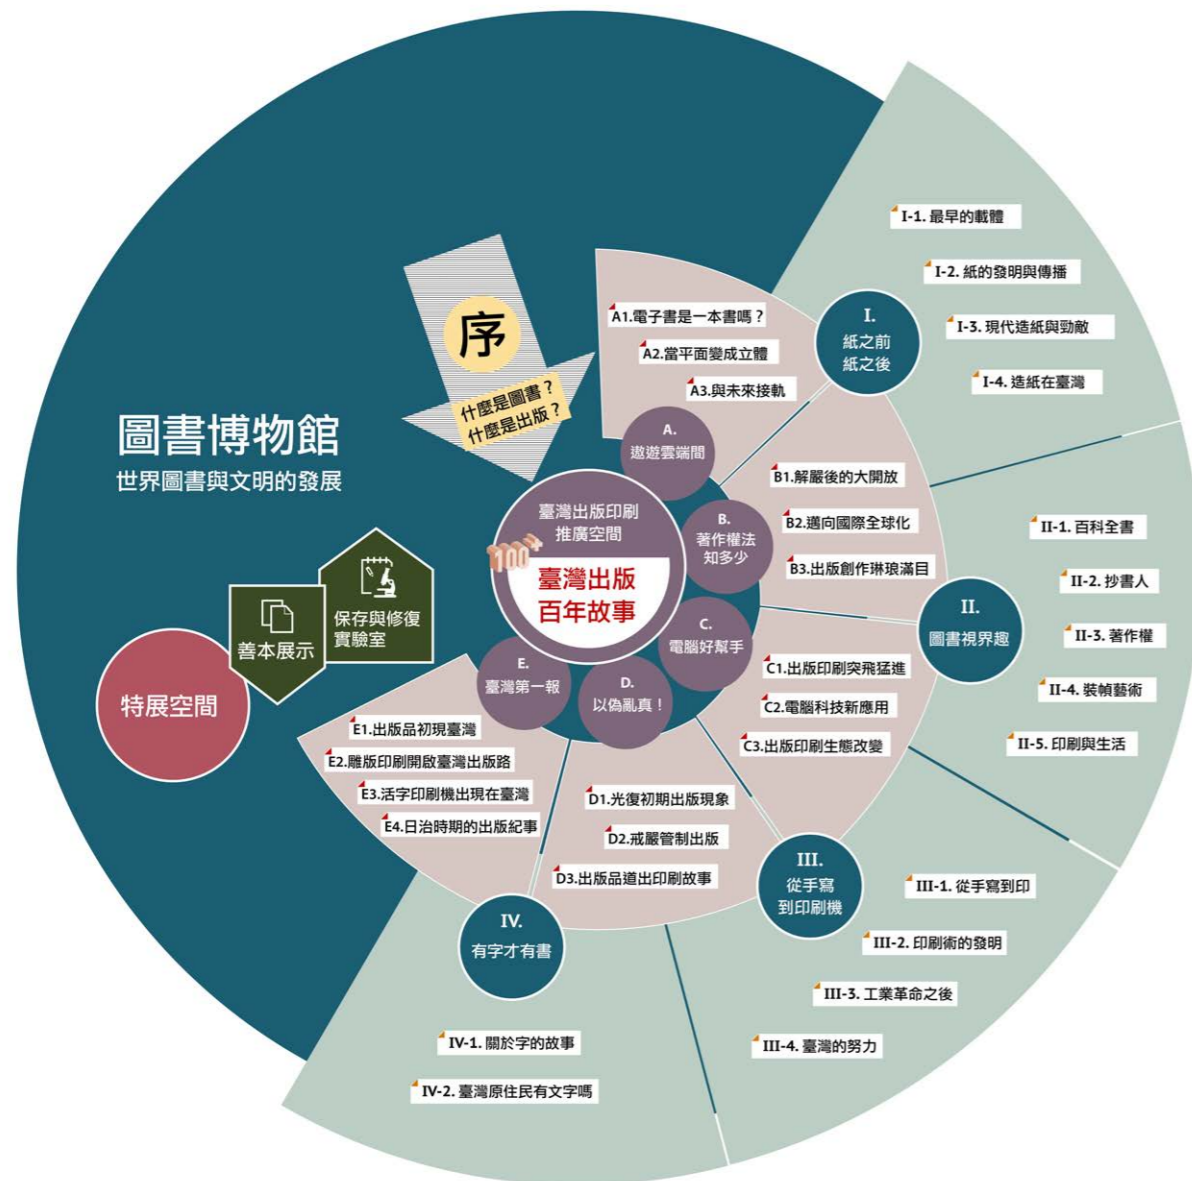 圖書博物館
世界圖書與文明的發展
序
什麼是圖書？
什麼是出版？
臺灣出版印刷
推廣空間
100+
臺灣出版
百年故事
A.
遨遊雲端間
A1.電子書是一本書嗎？
A2.當平面變成立體
A3.與未來接軌
B.
著作權法
知多少
B1.解嚴後的大開放
B2.邁向國際全球化
B3.出版創作琳琅滿目
C.
電腦好幫手
C1.出版印刷突飛猛進
C2.電腦科技新應用
C3.出版印刷生態改變
D.
以偽亂真！
D1.光復初期出版現象
D2.戒嚴管制出版
D3.出版品道出印刷故事
E.
臺灣第一報
E1.出版品初現臺灣
E2.雕版印刷開啟臺灣出版路
E3.活字印刷機出現在臺灣
E4.日治時期的出版紀事
I.
紙之前
紙之後
I-1. 最早的載體
I-2. 紙的發明與傳播
I-3. 現代造紙與勁敵
I-4. 造紙在臺灣
II.
圖書視界趣
II-1. 百科全書
II-2. 抄書人
II-3. 著作權
II-4. 裝幀藝術
II-5. 印刷與生活
III.
從手寫
到印刷機
III-1. 從手寫到印
III-2. 印刷術的發明
III-3. 工業革命之後
III-4. 臺灣的努力
IV.
有字才有書
IV-1. 關於字的故事
IV-2. 臺灣原住民有文字嗎
保存與修復
實驗室
善本展示
特展空間